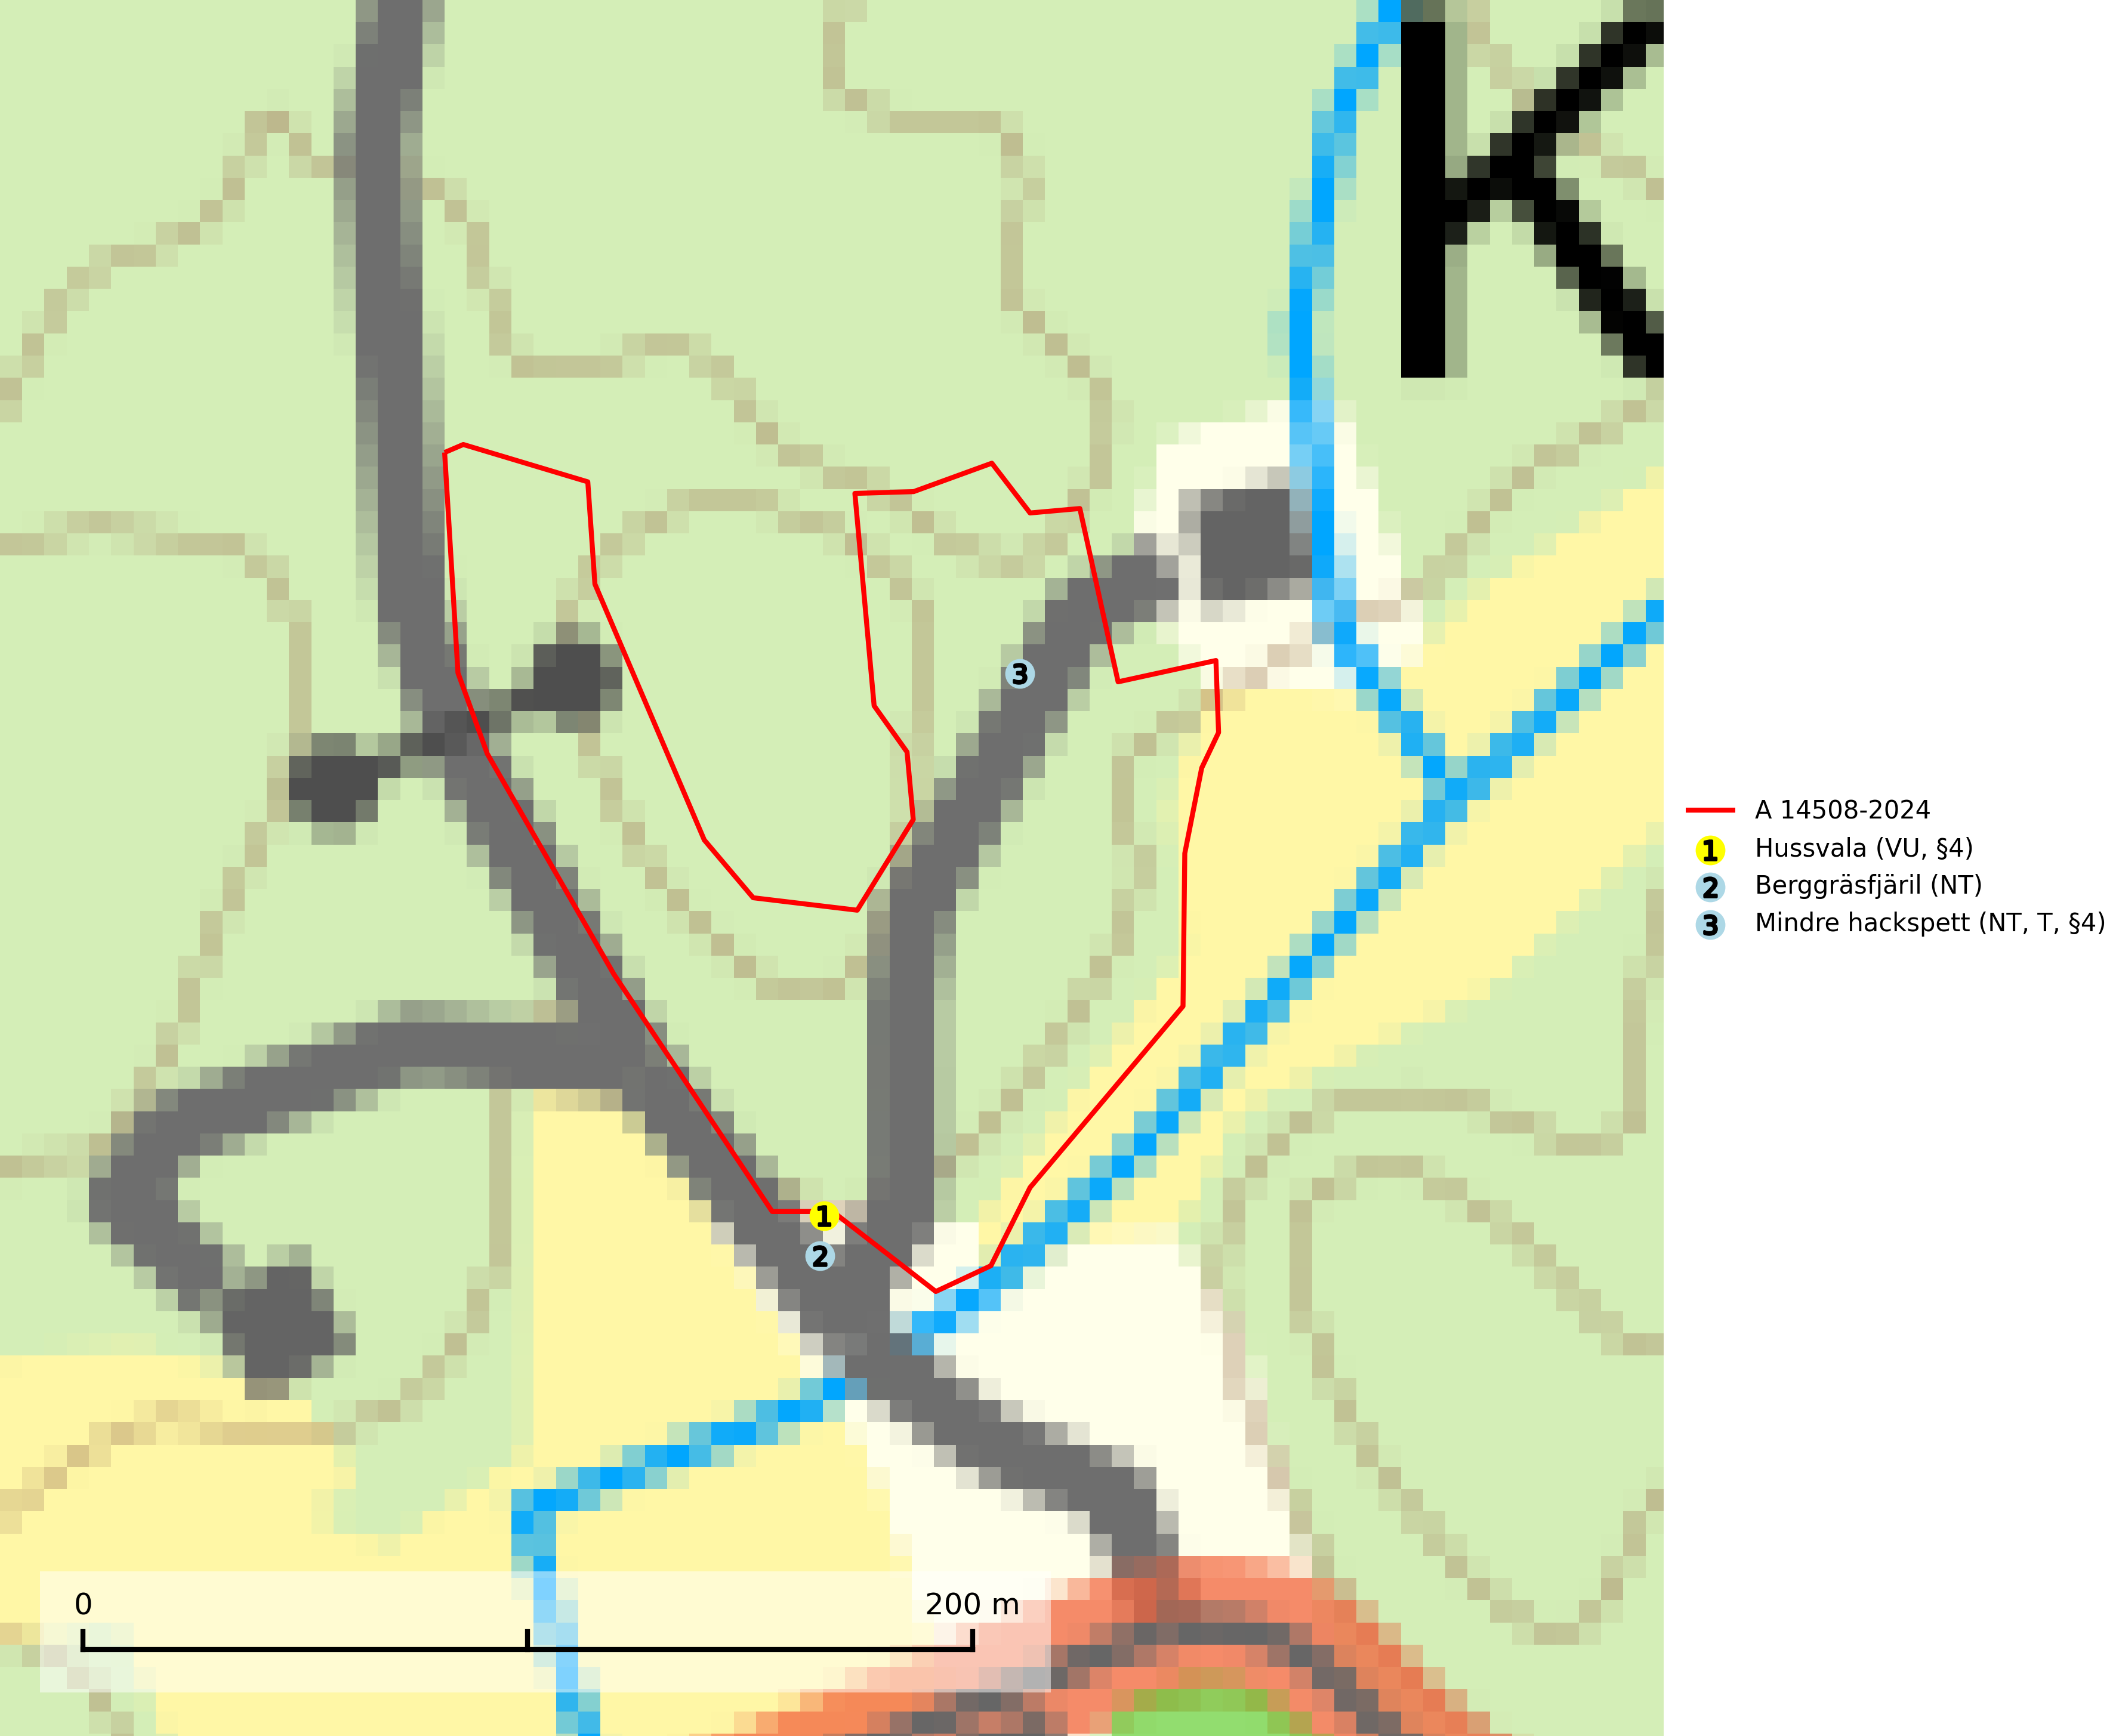 K
3
1
2
0 200 m
A 14508-2024
1 Hussvala (VU, §4)
2 Berggräsfjäril (NT)
3 Mindre hackspett (NT, T, §4)